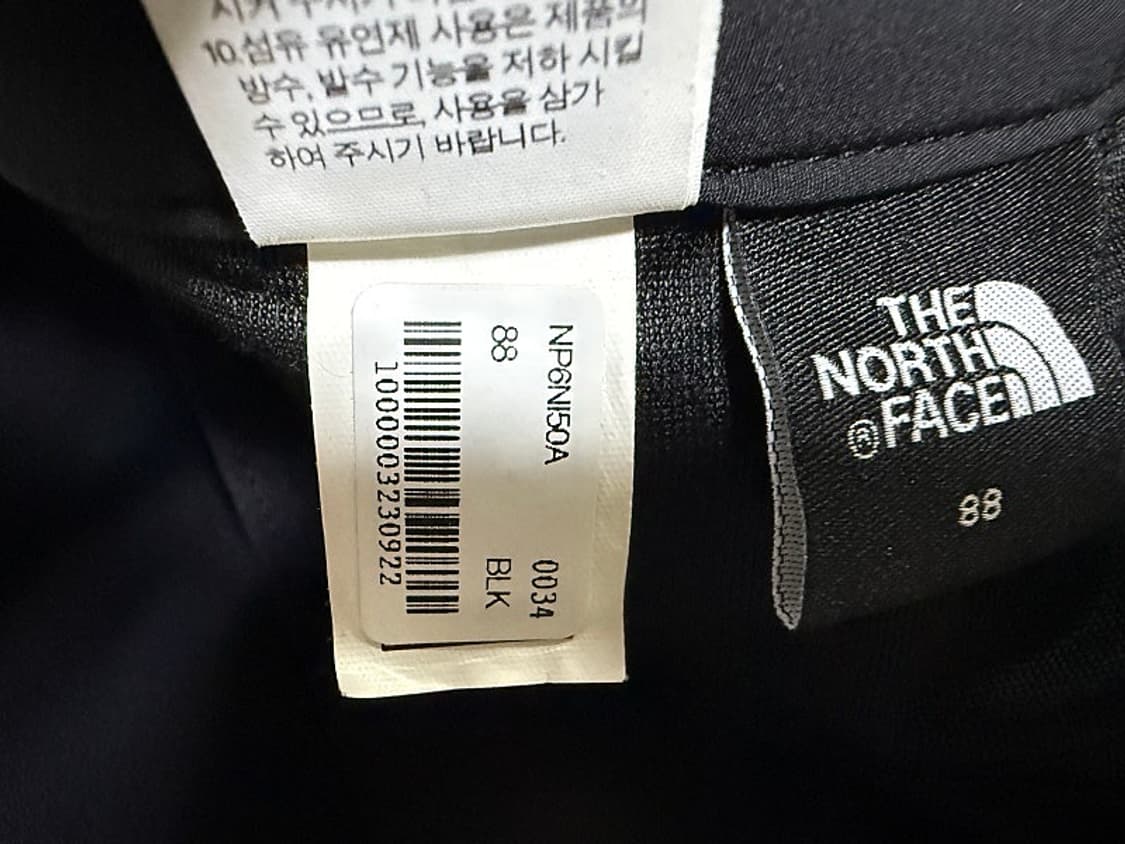 10.섬유 유연제 사용은 제품의
방수, 발수 기능을 저하 시킬
수 있으므로, 사용을 삼가
하여 주시기 바랍니다.
NP6NI50A 0034
88 BLK
1000003230922
THE
NORTH
®FACE
88